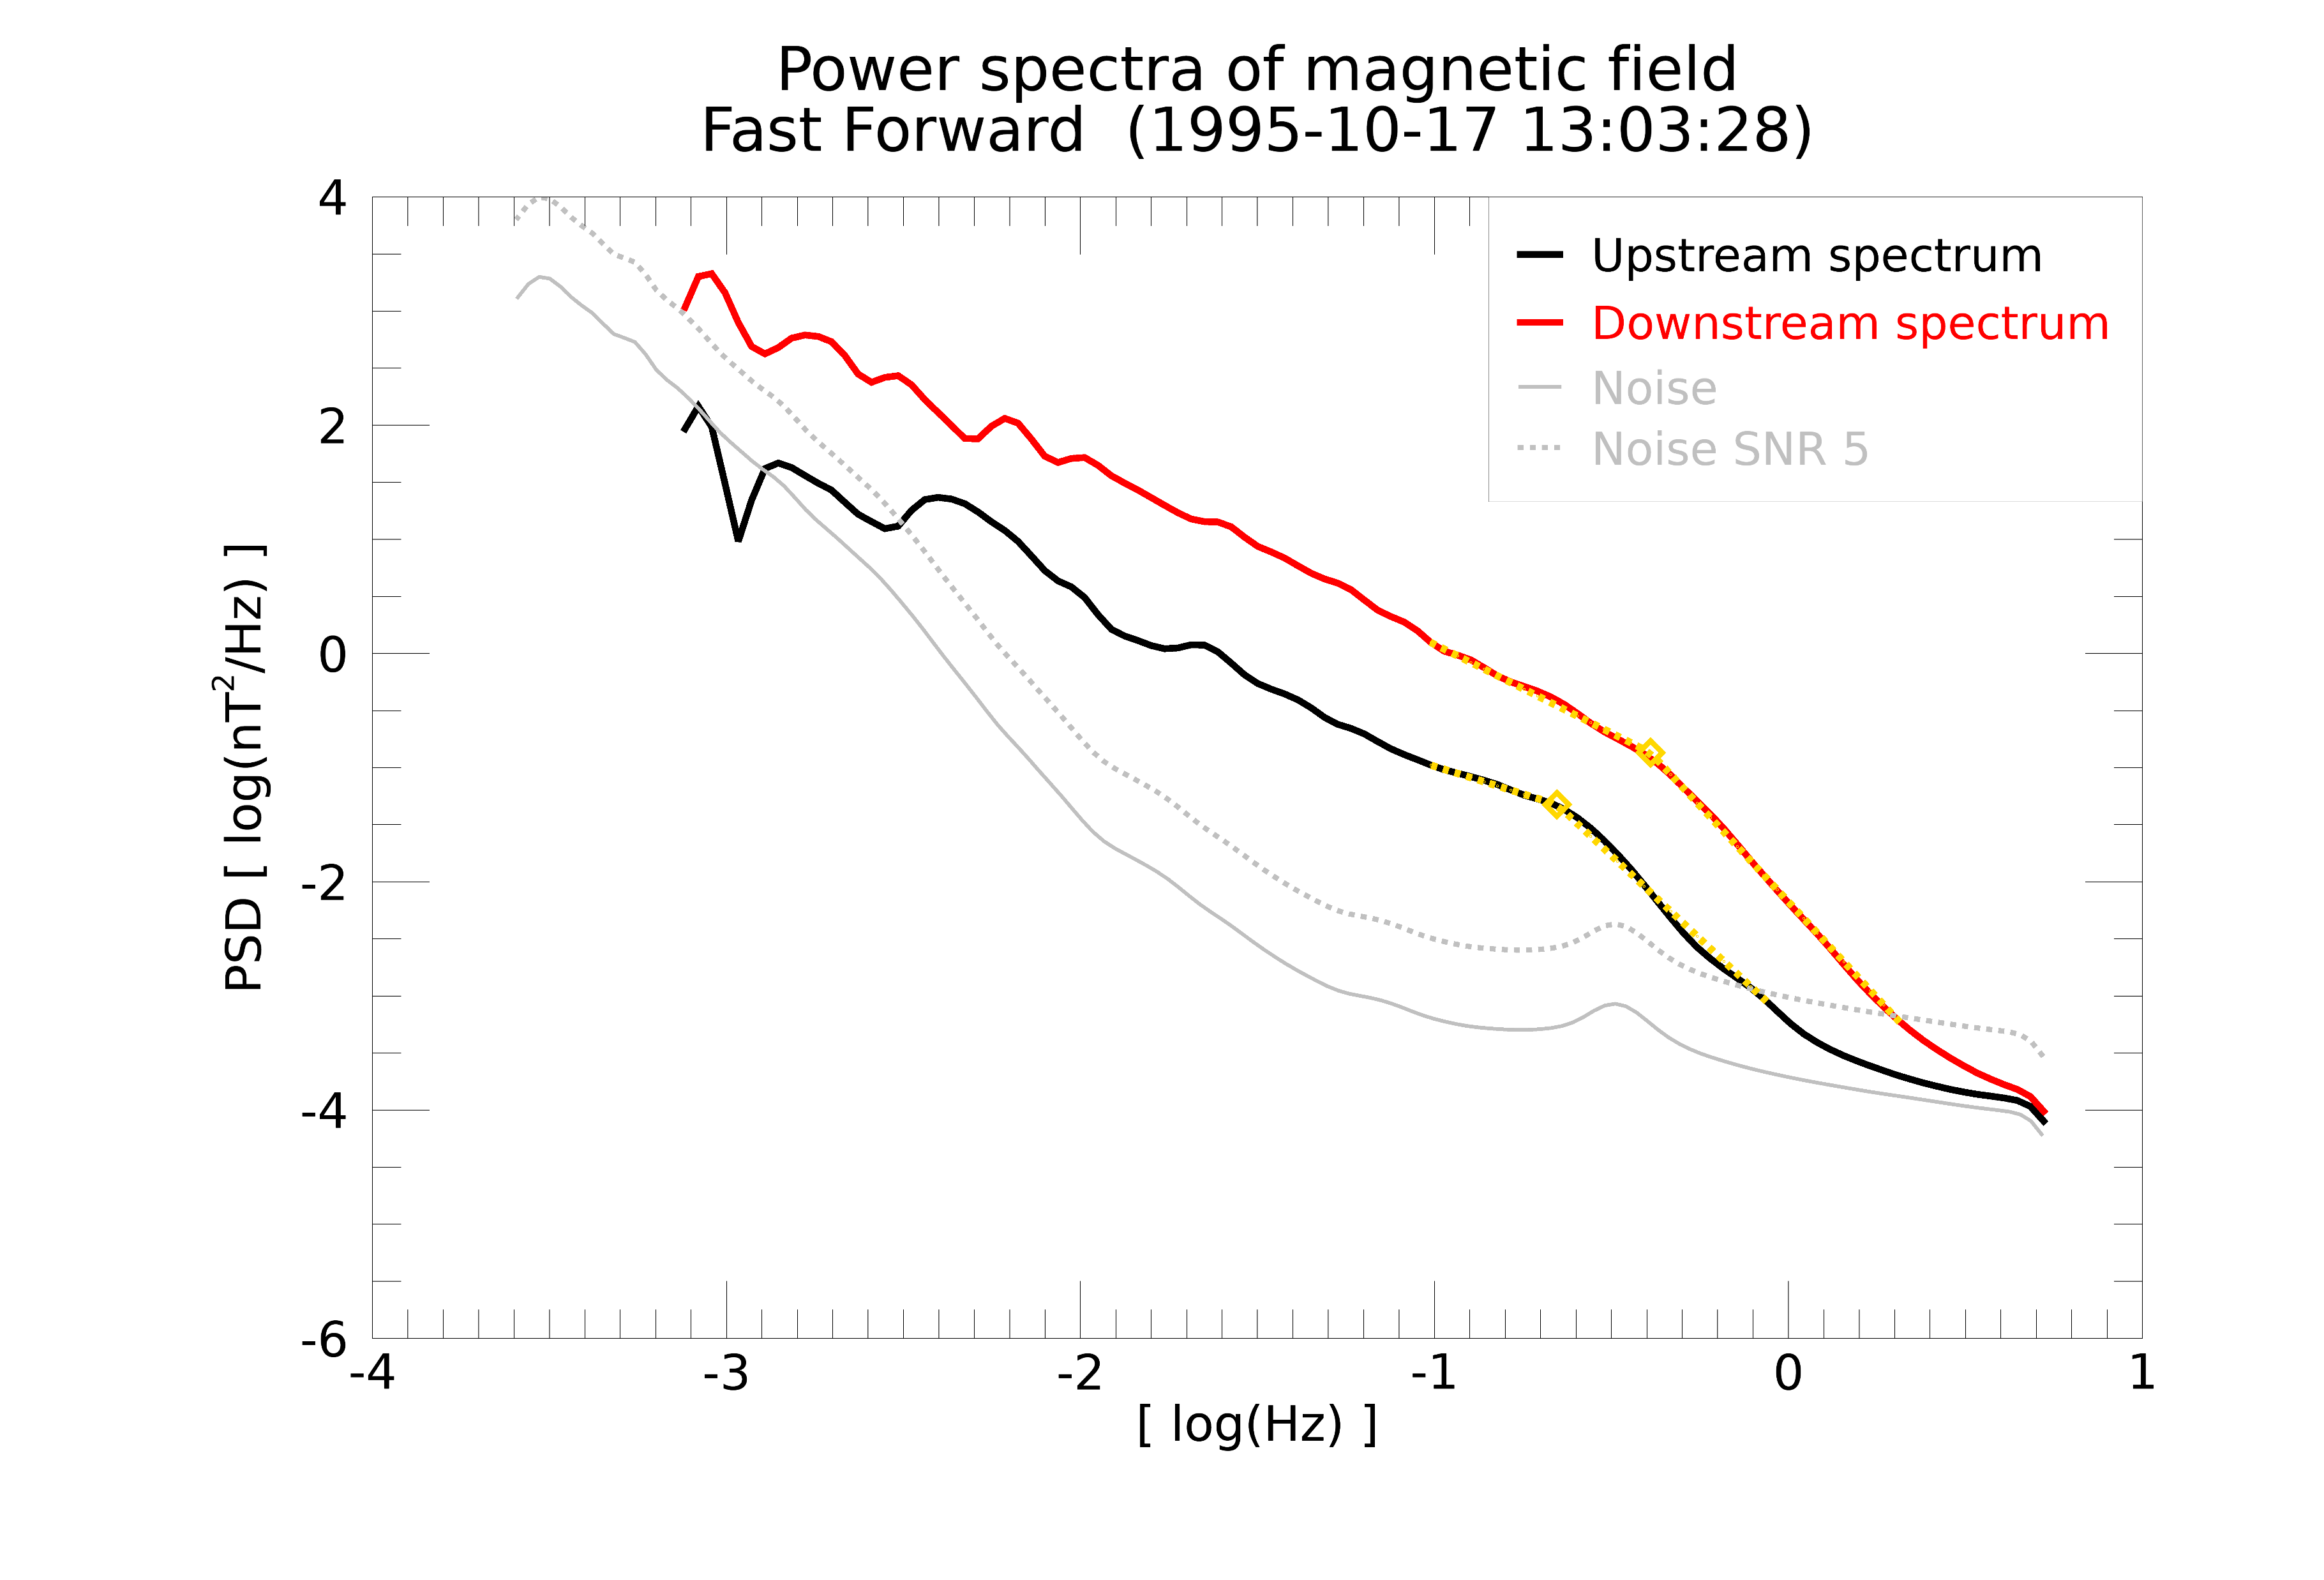 Power spectra of magnetic field
Fast Forward (1995-10-17 13:03:28)
Upstream spectrum
Downstream spectrum
Noise
Noise SNR 5
PSD [ log(nT²/Hz) ]
4
2
0
-2
-4
-6
-4 -3 -2 -1 0 1
[ log(Hz) ]